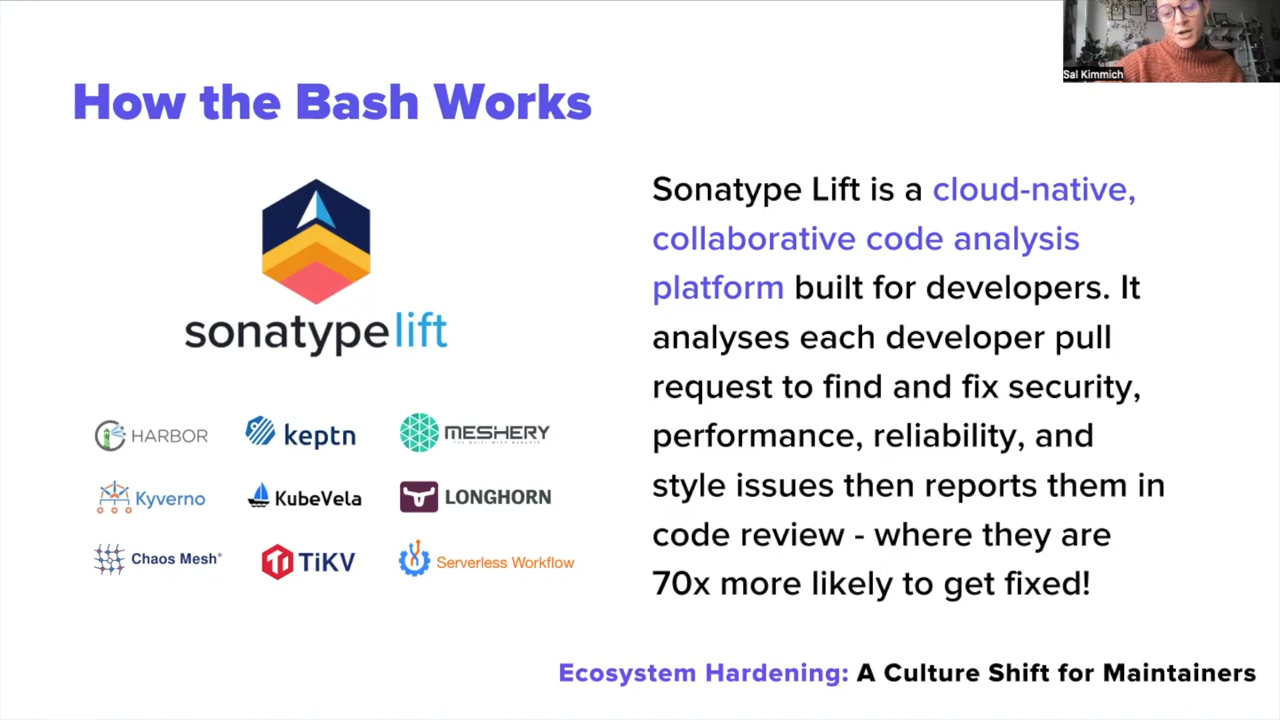 Sal Kimmich
How the Bash Works
sonatype lift
HARBOR
keptn
MESHERY
Kyverno
KubeVela
LONGHORN
Chaos Mesh®
TiKV
Serverless Workflow
Sonatype Lift is a cloud-native,
collaborative code analysis
platform built for developers. It
analyses each developer pull
request to find and fix security,
performance, reliability, and
style issues then reports them in
code review - where they are
70x more likely to get fixed!
Ecosystem Hardening: A Culture Shift for Maintainers